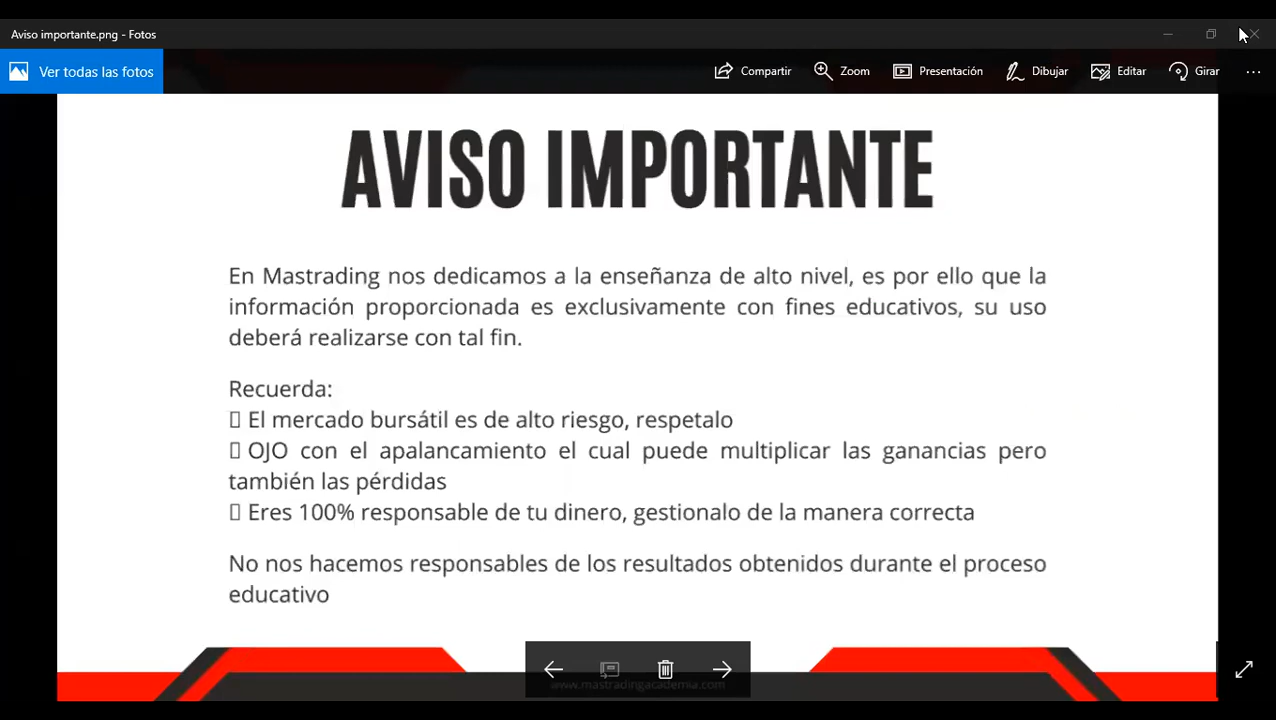 Aviso importante.png - Fotos
Ver todas las fotos
Compartir
Zoom
Presentación
Dibujar
Editar
Girar
AVISO IMPORTANTE
En Mastrading nos dedicamos a la enseñanza de alto nivel, es por ello que la
información proporcionada es exclusivamente con fines educativos, su uso
deberá realizarse con tal fin.
Recuerda:
El mercado bursátil es de alto riesgo, respetalo
OJO con el apalancamiento el cual puede multiplicar las ganancias pero
también las pérdidas
Eres 100% responsable de tu dinero, gestionalo de la manera correcta
No nos hacemos responsables de los resultados obtenidos durante el proceso
educativo
www.mastradingacademia.com